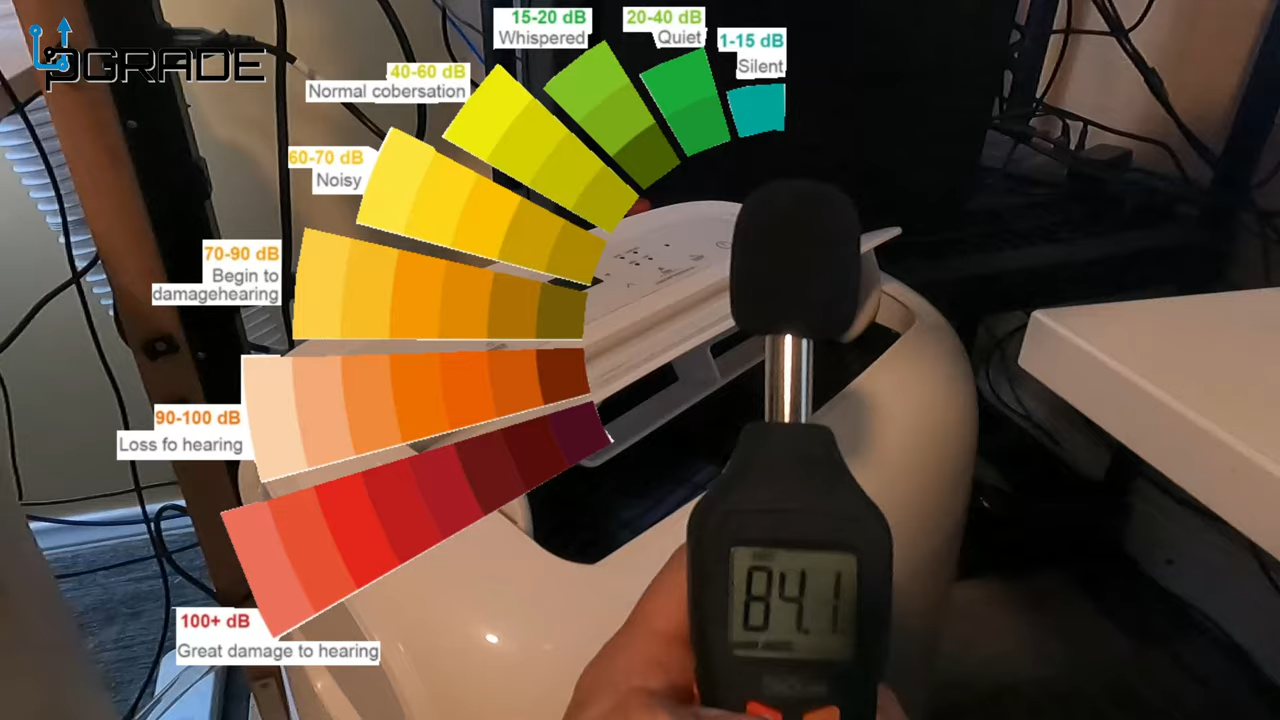 UPGRADE
15-20 dB
Whispered
20-40 dB
Quiet
1-15 dB
Silent
40-60 dB
Normal cobersation
60-70 dB
Noisy
70-90 dB
Begin to
damagehearing
90-100 dB
Loss fo hearing
100+ dB
Great damage to hearing
84.1